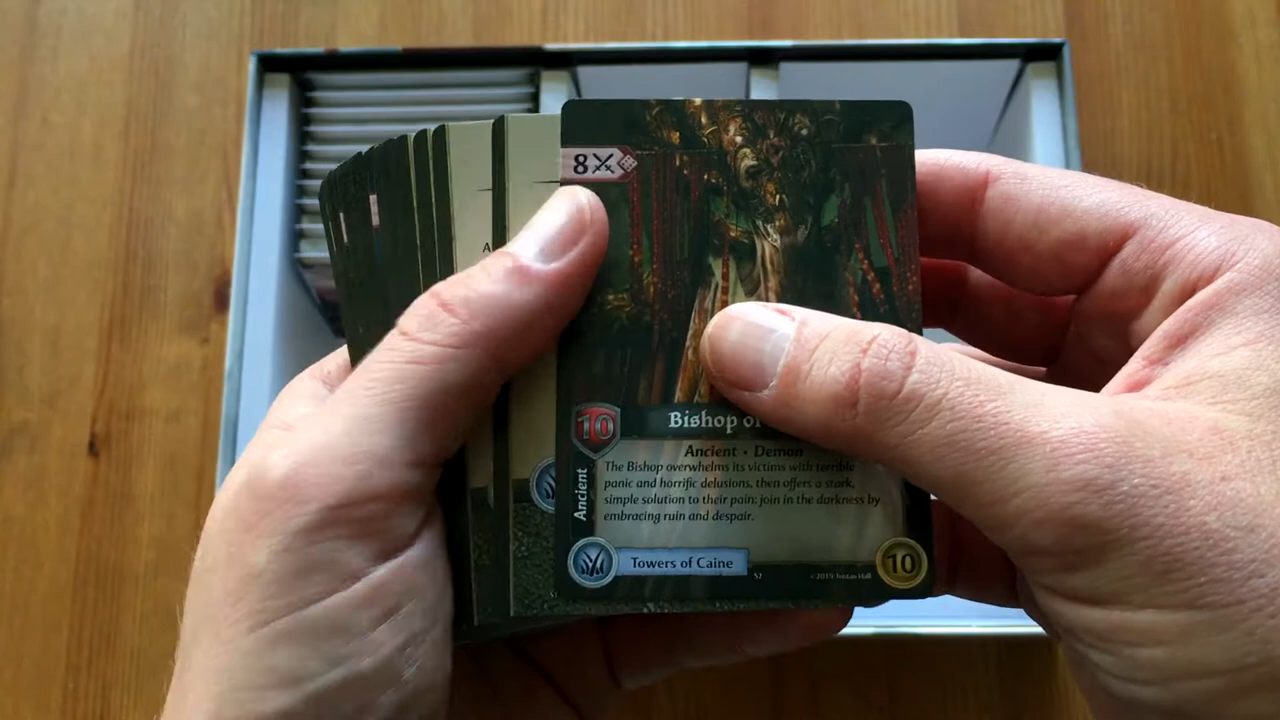 8
A
10
Bishop of
Ancient • Demon
Ancient
The Bishop overwhelms its victims with terrible
panic and horrific delusions, then offers a stark,
simple solution to their pain: join in the darkness by
embracing ruin and despair.
Towers of Caine
52
©2015 Tristan Hall
10